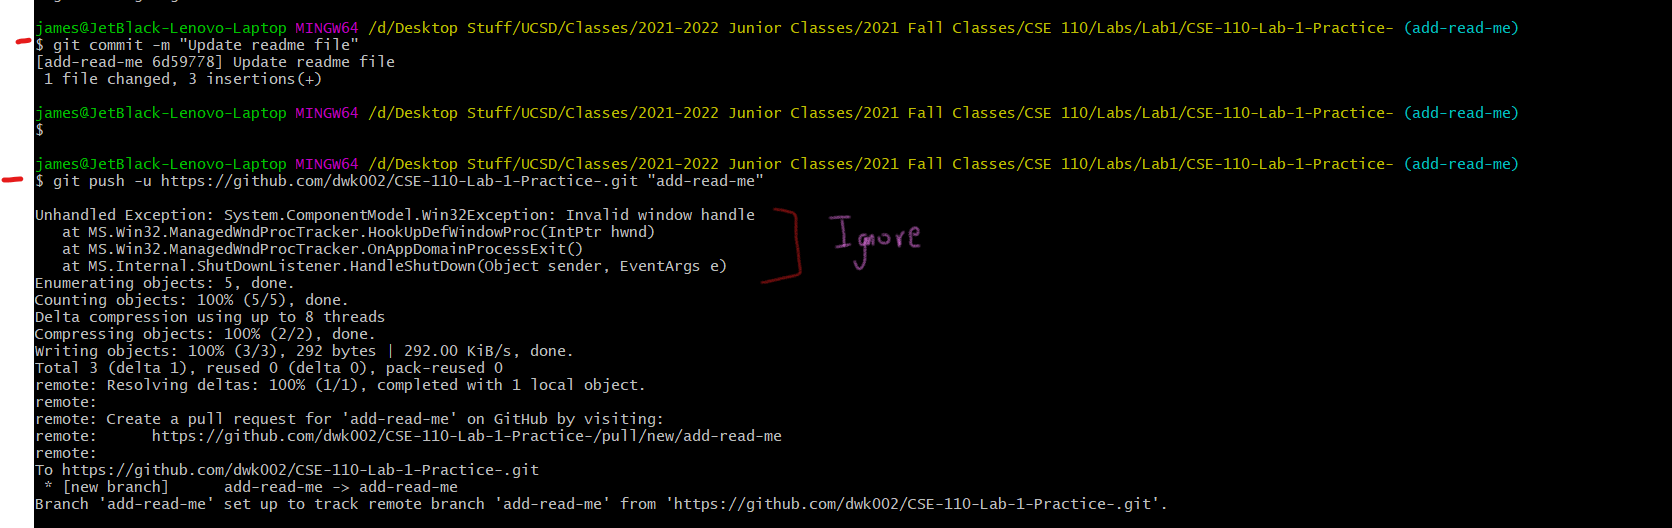 james@JetBlack-Lenovo-Laptop MINGW64 /d/Desktop Stuff/UCSD/Classes/2021-2022 Junior Classes/2021 Fall Classes/CSE 110/Labs/Lab1/CSE-110-Lab-1-Practice- (add-read-me)
$ git commit -m "Update readme file"
[add-read-me 6d59778] Update readme file
 1 file changed, 3 insertions(+)
james@JetBlack-Lenovo-Laptop MINGW64 /d/Desktop Stuff/UCSD/Classes/2021-2022 Junior Classes/2021 Fall Classes/CSE 110/Labs/Lab1/CSE-110-Lab-1-Practice- (add-read-me)
$
james@JetBlack-Lenovo-Laptop MINGW64 /d/Desktop Stuff/UCSD/Classes/2021-2022 Junior Classes/2021 Fall Classes/CSE 110/Labs/Lab1/CSE-110-Lab-1-Practice- (add-read-me)
$ git push -u https://github.com/dwk002/CSE-110-Lab-1-Practice-.git "add-read-me"
Unhandled Exception: System.ComponentModel.Win32Exception: Invalid window handle
   at MS.Win32.ManagedWndProcTracker.HookUpDefWindowProc(IntPtr hwnd)
   at MS.Win32.ManagedWndProcTracker.OnAppDomainProcessExit()
   at MS.Internal.ShutDownListener.HandleShutDown(Object sender, EventArgs e)
Ignore
Enumerating objects: 5, done.
Counting objects: 100% (5/5), done.
Delta compression using up to 8 threads
Compressing objects: 100% (2/2), done.
Writing objects: 100% (3/3), 292 bytes | 292.00 KiB/s, done.
Total 3 (delta 1), reused 0 (delta 0), pack-reused 0
remote: Resolving deltas: 100% (1/1), completed with 1 local object.
remote:
remote: Create a pull request for 'add-read-me' on GitHub by visiting:
remote:      https://github.com/dwk002/CSE-110-Lab-1-Practice-/pull/new/add-read-me
remote:
To https://github.com/dwk002/CSE-110-Lab-1-Practice-.git
 * [new branch]      add-read-me -> add-read-me
Branch 'add-read-me' set up to track remote branch 'add-read-me' from 'https://github.com/dwk002/CSE-110-Lab-1-Practice-.git'.